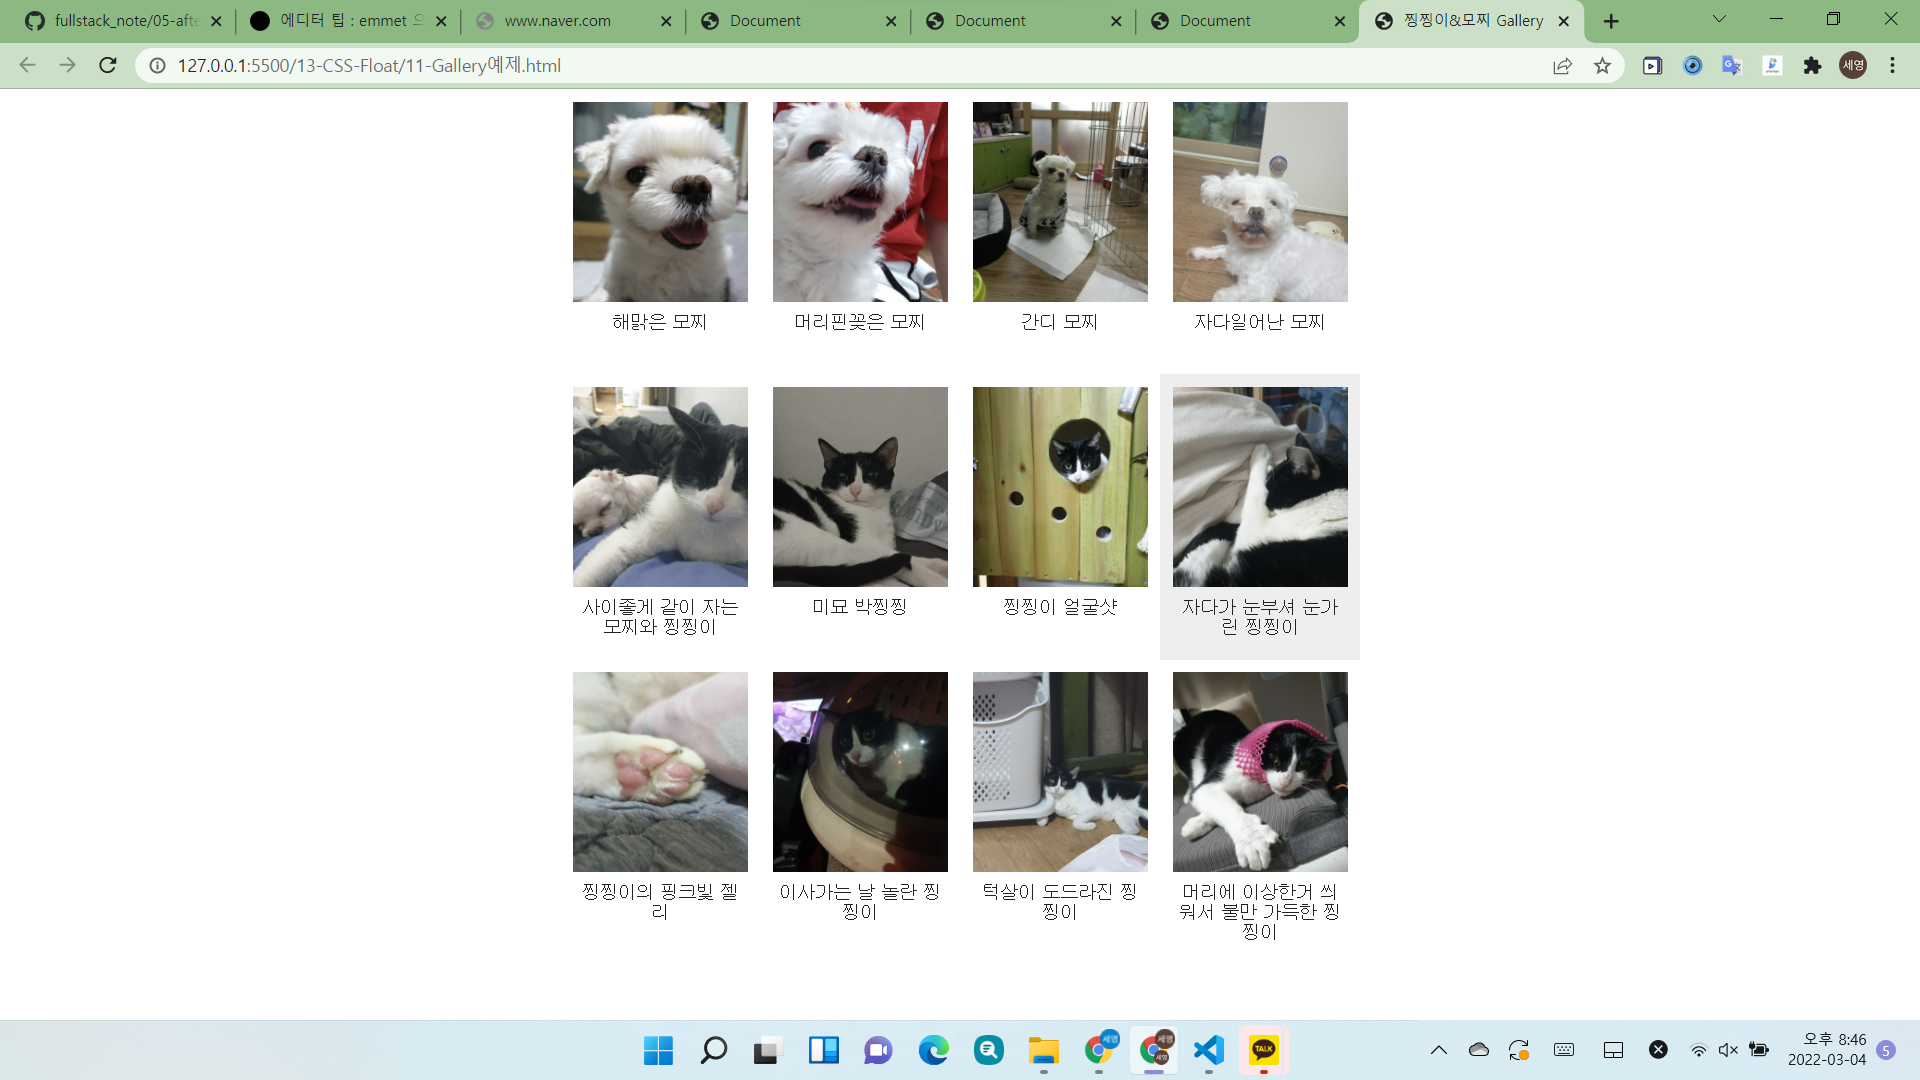 fullstack_note/05-afte
에디터 팁 : emmet 으
www.naver.com
Document
Document
Document
찡찡이&모찌 Gallery
127.0.0.1:5500/13-CSS-Float/11-Gallery예제.html
세영
해맑은 모찌
머리핀꽂은 모찌
간디 모찌
자다일어난 모찌
사이좋게 같이 자는
모찌와 찡찡이
미묘 박찡찡
찡찡이 얼굴샷
자다가 눈부셔 눈가
린 찡찡이
찡찡이의 핑크빛 젤
리
이사가는 날 놀란 찡
찡이
턱살이 도드라진 찡
찡이
머리에 이상한거 씌
워서 불만 가득한 찡
찡이
세영
세영
세영
TALK
오후 8:46
2022-03-04
5